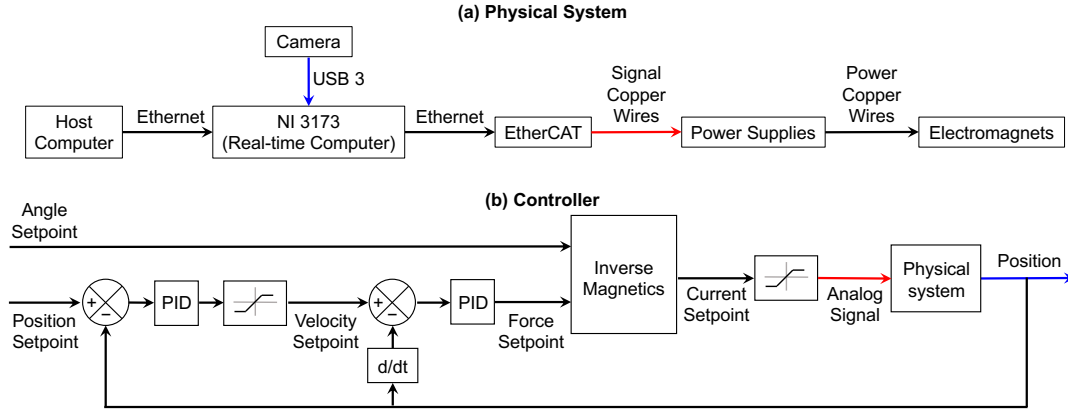 (a) Physical System
Camera
USB 3
Host
Computer
Ethernet
NI 3173
(Real-time Computer)
Ethernet
EtherCAT
Signal
Copper
Wires
Power Supplies
Power
Copper
Wires
Electromagnets
(b) Controller
Angle
Setpoint
Position
Setpoint
+
−
PID
Velocity
Setpoint
+
−
d/dt
PID
Force
Setpoint
Inverse
Magnetics
Current
Setpoint
Analog
Signal
Physical
system
Position